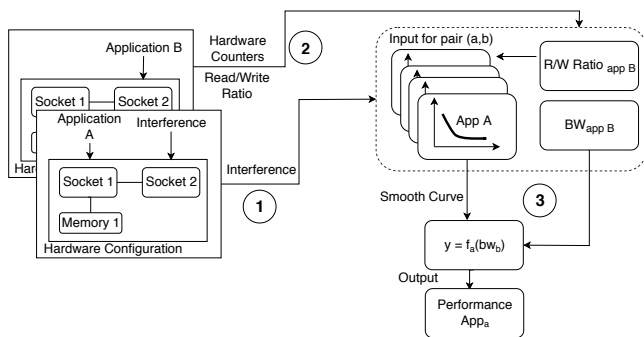 Application B
Hardware
Counters
2
Read/Write
Ratio
Socket 1
Socket 2
Application
A
Interference
Socket 1
Socket 2
Memory 1
Hardware Configuration
Interference
1
Input for pair (a,b)
App A
R/W Ratio app B
BW app B
Smooth Curve
3
y = fa(bwb)
Output
Performance
Appa